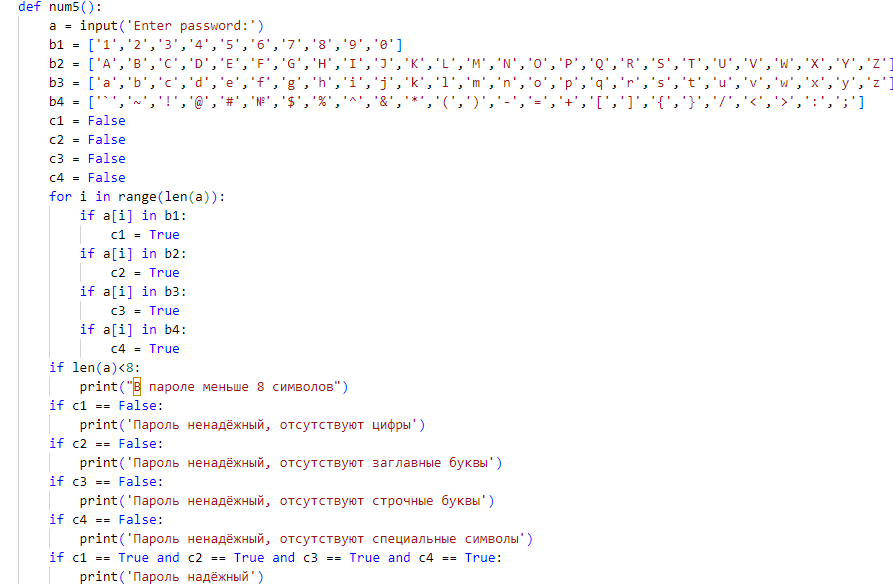 def num5():
    a = input('Enter password:')
    b1 = ['1','2','3','4','5','6','7','8','9','0']
    b2 = ['A','B','C','D','E','F','G','H','I','J','K','L','M','N','O','P','Q','R','S','T','U','V','W','X','Y','Z']
    b3 = ['a','b','c','d','e','f','g','h','i','j','k','l','m','n','o','p','q','r','s','t','u','v','w','x','y','z']
    b4 = ['`','~','!','@','#','№','$','%','^','&','*','(',')','-','=','+','[',']','{','}','/','<','>',':',';']
    c1 = False
    c2 = False
    c3 = False
    c4 = False
    for i in range(len(a)):
        if a[i] in b1:
            c1 = True
        if a[i] in b2:
            c2 = True
        if a[i] in b3:
            c3 = True
        if a[i] in b4:
            c4 = True
    if len(a)<8:
        print("В пароле меньше 8 символов")
    if c1 == False:
        print('Пароль ненадёжный, отсутствуют цифры')
    if c2 == False:
        print('Пароль ненадёжный, отсутствуют заглавные буквы')
    if c3 == False:
        print('Пароль ненадёжный, отсутствуют строчные буквы')
    if c4 == False:
        print('Пароль ненадёжный, отсутствуют специальные символы')
    if c1 == True and c2 == True and c3 == True and c4 == True:
        print('Пароль надёжный')